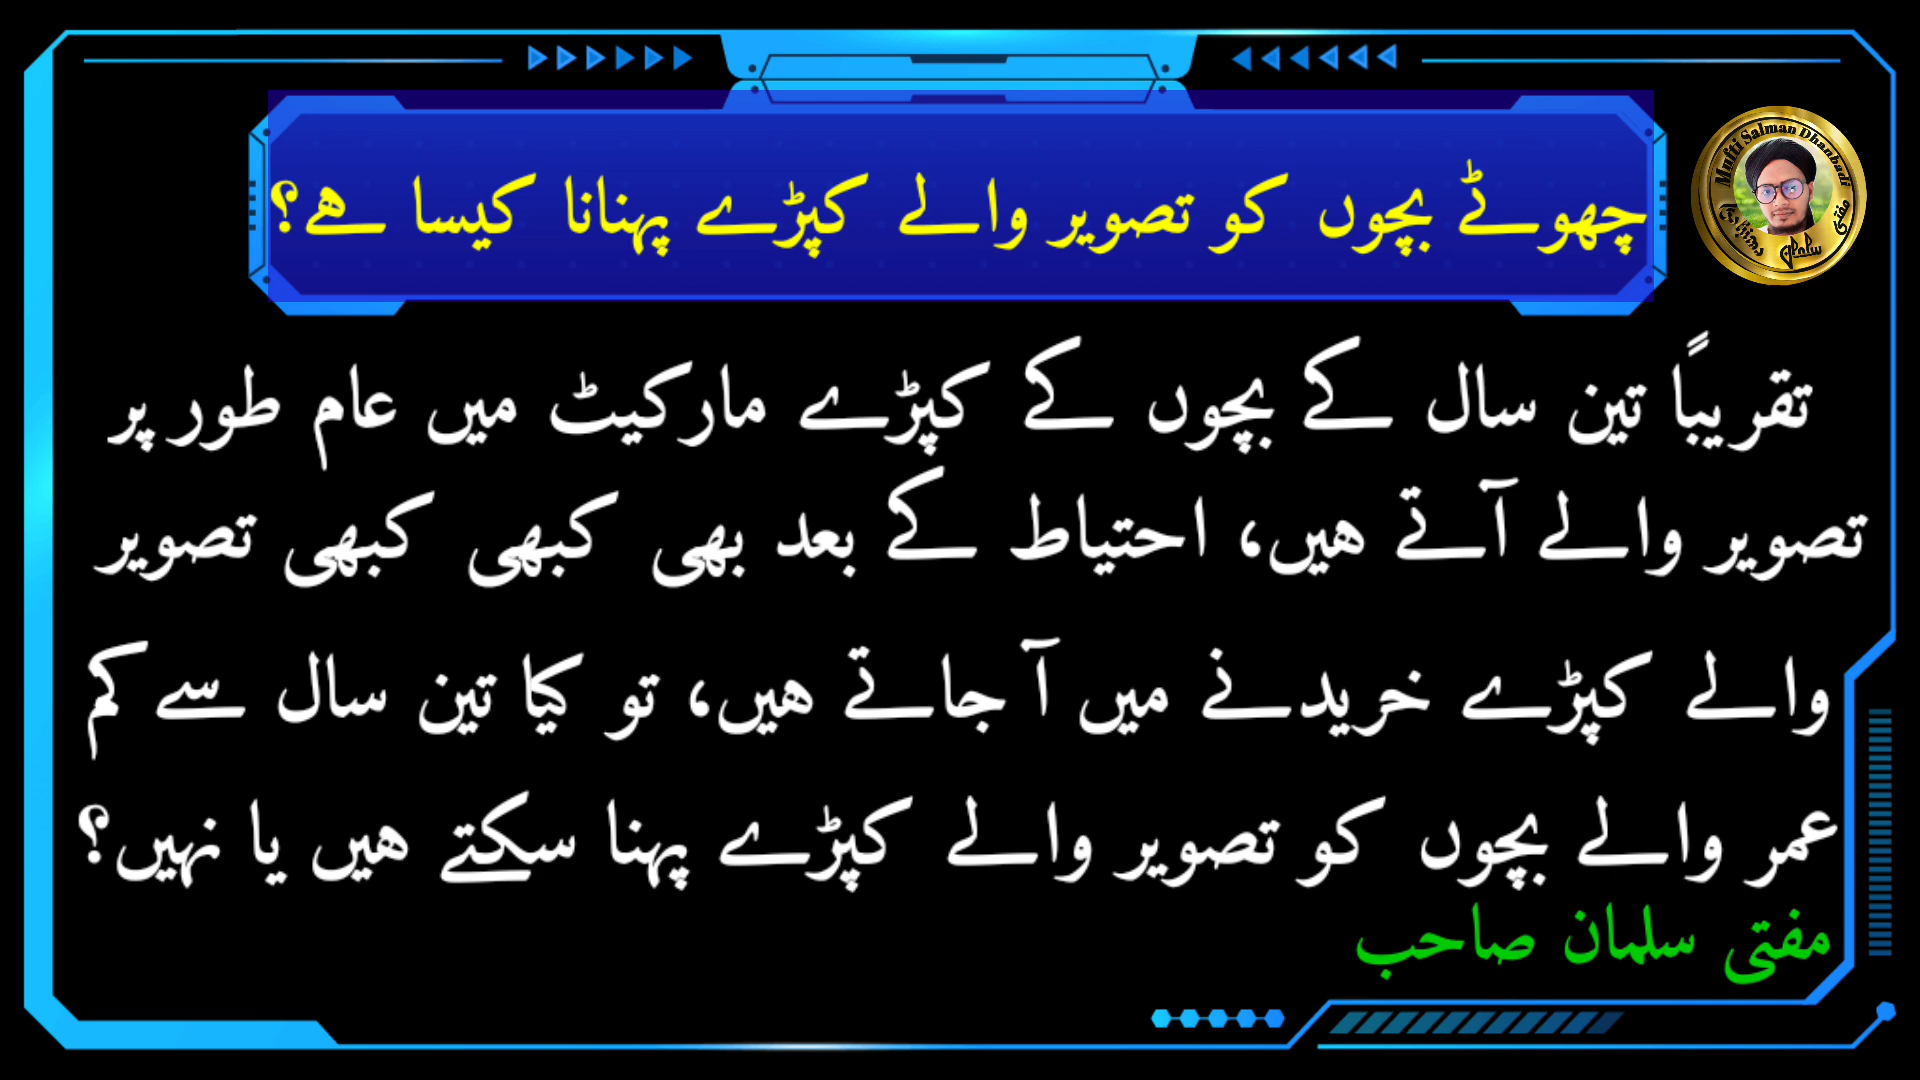 چھوٹے بچوں کو تصویر والے کپڑے پہنانا کیسا ہے؟
Mufti Salman Dhanbadi
مفتی سلمان دھنبادی
تقریباً تین سال کے بچوں کے کپڑے مارکیٹ میں عام طور پر
تصویر والے آتے ہیں، احتیاط کے بعد بھی کبھی کبھی تصویر
والے کپڑے خریدنے میں آ جاتے ہیں، تو کیا تین سال سے کم
عمر والے بچوں کو تصویر والے کپڑے پہنا سکتے ہیں یا نہیں؟
مفتی سلمان صاحب